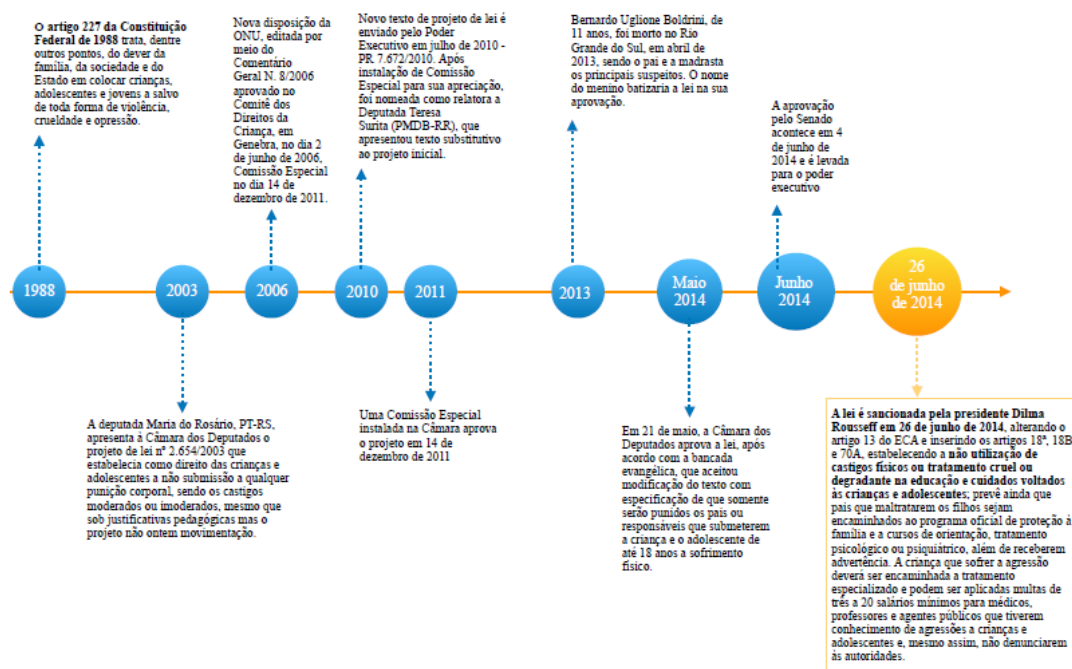 O artigo 227 da Constituição
Federal de 1988 trata, dentre
outros pontos, do dever da
família, da sociedade e do
Estado em colocar crianças,
adolescentes e jovens a salvo
de toda forma de violência,
crueldade e opressão.
Nova disposição da
ONU, editada por
meio do
Comentário
Geral N. 8/2006
aprovado no
Comitê dos
Direitos da
Criança, em
Genebra, no dia 2
de junho de 2006,
Comissão Especial
no dia 14 de
dezembro de 2011.
Novo texto de projeto de lei é
enviado pelo Poder
Executivo em julho de 2010 -
PR 7.672/2010. Após
instalação de Comissão
Especial para sua apreciação,
foi nomeada como relatora a
Deputada Teresa
Surita (PMDB-RR), que
apresentou texto substitutivo
ao projeto inicial.
Bernardo Uglione Boldrini, de
11 anos, foi morto no Rio
Grande do Sul, em abril de
2013, sendo o pai e a madrasta
os principais suspeitos. O nome
do menino batizaria a lei na sua
aprovação.
A aprovação
pelo Senado
acontece em 4
de junho de
2014 e é levada
para o poder
executivo
1988
2003
2006
2010
2011
2013
Maio
2014
Junho
2014
26
de junho
de 2014
A deputada Maria do Rosário, PT-RS,
apresenta à Câmara dos Deputados o
projeto de lei nº 2.654/2003 que
estabelecia como direito das crianças e
adolescentes a não submissão a qualquer
punição corporal, sendo os castigos
moderados ou imoderados, mesmo que
sob justificativas pedagógicas mas o
projeto não ontem movimentação.
Uma Comissão Especial
instalada na Câmara aprova
o projeto em 14 de
dezembro de 2011
Em 21 de maio, a Câmara dos
Deputados aprova a lei, após
acordo com a bancada
evangélica, que aceitou
modificação do texto com
especificação de que somente
serão punidos os pais ou
responsáveis que submeterem
a criança e o adolescente de
até 18 anos a sofrimento
físico.
A lei é sancionada pela presidente Dilma
Rousseff em 26 de junho de 2014, alterando o
artigo 13 do ECA e inserindo os artigos 18ª, 18B
e 70A, estabelecendo a não utilização de
castigos físicos ou tratamento cruel ou
degradante na educação e cuidados voltados
às crianças e adolescentes; prevê ainda que
pais que maltratarem os filhos sejam
encaminhados ao programa oficial de proteção à
família e a cursos de orientação, tratamento
psicológico ou psiquiátrico, além de receberem
advertência. A criança que sofrer a agressão
deverá ser encaminhada a tratamento
especializado e podem ser aplicadas multas de
três a 20 salários mínimos para médicos,
professores e agentes públicos que tiverem
conhecimento de agressões a crianças e
adolescentes e, mesmo assim, não denunciarem
às autoridades.